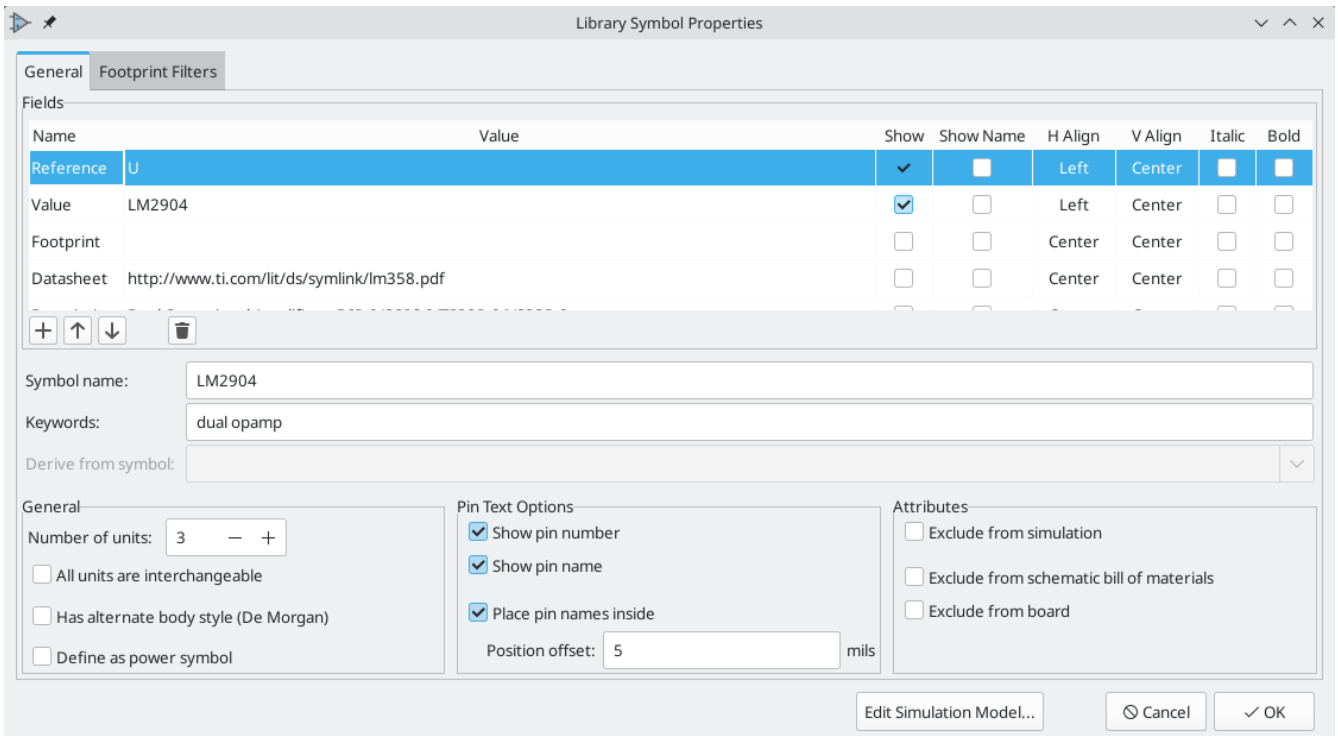 Library Symbol Properties
General Footprint Filters
Fields
Name Value Show Show Name H Align V Align Italic Bold
Reference U Left Center
Value LM2904 Left Center
Footprint Center Center
Datasheet http://www.ti.com/lit/ds/symlink/lm358.pdf Center Center
Symbol name: LM2904
Keywords: dual opamp
Derive from symbol:
General
Number of units: 3
All units are interchangeable
Has alternate body style (De Morgan)
Define as power symbol
Pin Text Options
Show pin number
Show pin name
Place pin names inside
Position offset: 5 mils
Attributes
Exclude from simulation
Exclude from schematic bill of materials
Exclude from board
Edit Simulation Model... Cancel OK